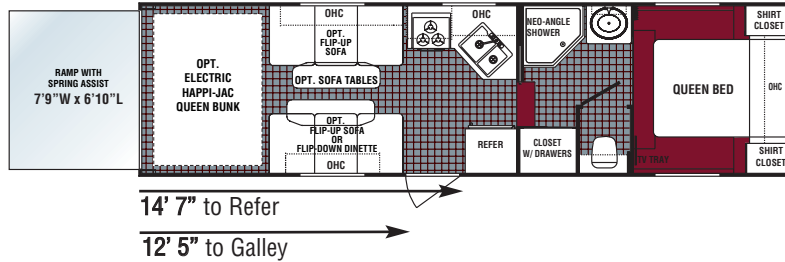 RAMP WITH
SPRING ASSIST
7'9"W x 6'10"L
OPT.
ELECTRIC
HAPPI-JAC
QUEEN BUNK
OHC
OPT.
FLIP-UP
SOFA
OPT. SOFA TABLES
OPT.
FLIP-UP SOFA
OR
FLIP-DOWN DINETTE
OHC
OHC
REFER
NEO-ANGLE
SHOWER
CLOSET
W/ DRAWERS
QUEEN BED
TV TRAY
SHIRT
CLOSET
OHC
SHIRT
CLOSET
14' 7” to Refer
12' 5” to Galley